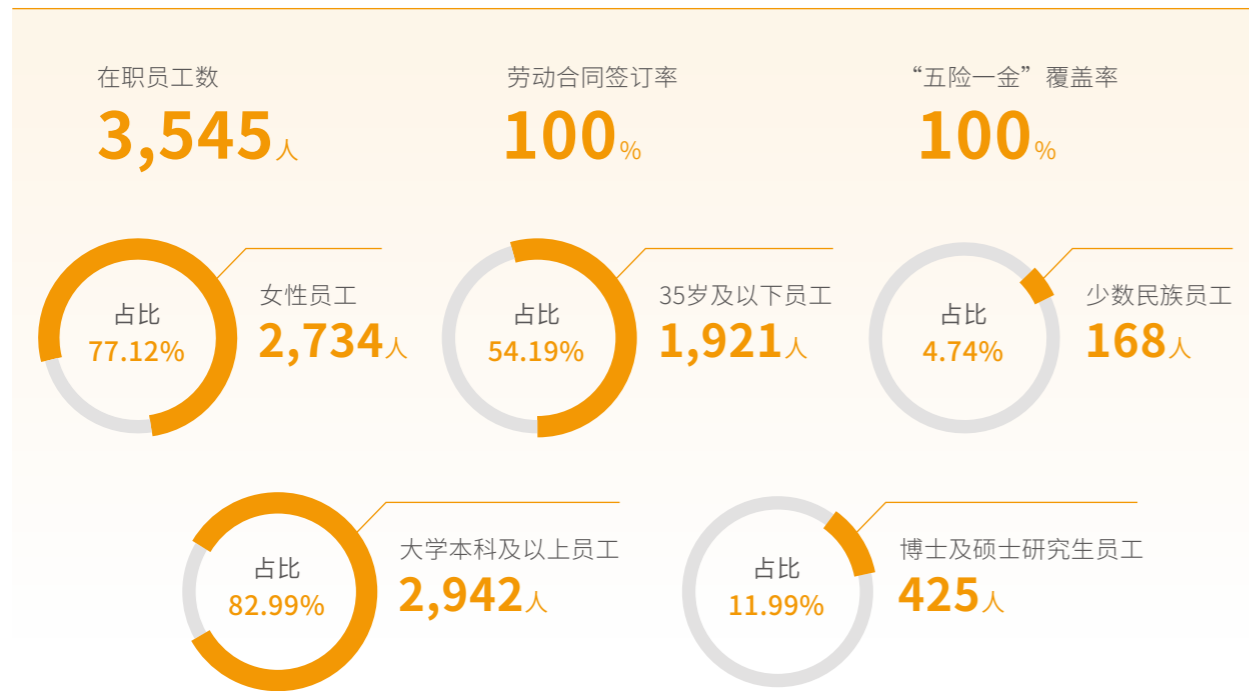 在职员工数
3,545人
劳动合同签订率
100%
“五险一金”覆盖率
100%
占比
77.12%
女性员工
2,734人
占比
54.19%
35岁及以下员工
1,921人
占比
4.74%
少数民族员工
168人
占比
82.99%
大学本科及以上员工
2,942人
占比
11.99%
博士及硕士研究生员工
425人